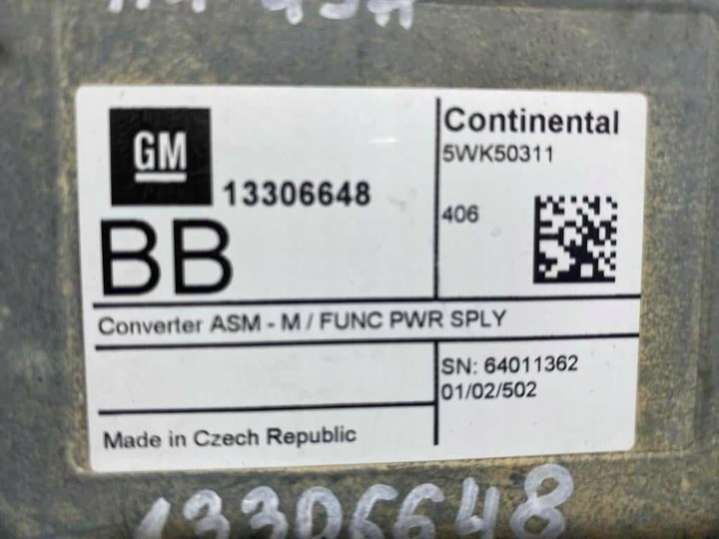 GM
13306648
BB
Continental
5WK50311
406
Converter ASM - M / FUNC PWR SPLY
SN: 64011362
01/02/502
Made in Czech Republic
13306648